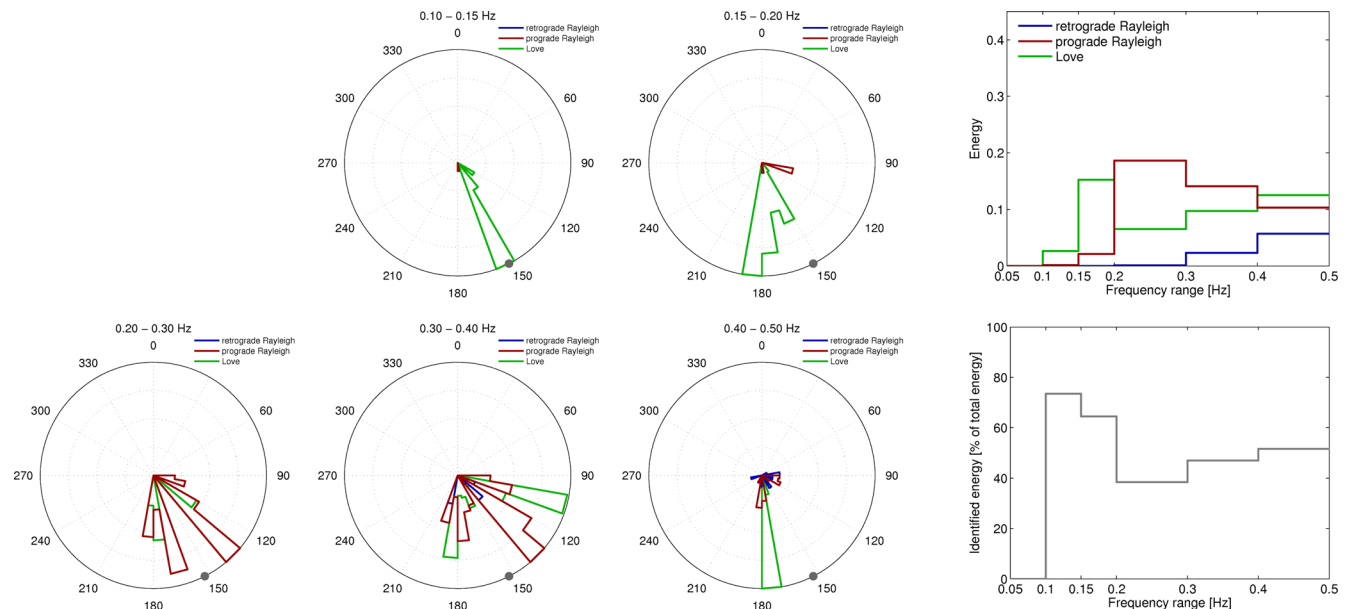 0.10 – 0.15 Hz
0
retrograde Rayleigh
prograde Rayleigh
Love
330
300
60
270
90
240
120
210
150
180
0.15 – 0.20 Hz
0
retrograde Rayleigh
prograde Rayleigh
Love
330
300
60
270
90
240
120
210
150
180
retrograde Rayleigh
prograde Rayleigh
Love
Energy
0.4
0.3
0.2
0.1
0
0.05
0.1
0.15
0.2
0.3
0.4
0.5
Frequency range [Hz]
0.20 – 0.30 Hz
0
retrograde Rayleigh
prograde Rayleigh
Love
330
300
60
270
90
240
120
210
150
180
0.30 – 0.40 Hz
0
retrograde Rayleigh
prograde Rayleigh
Love
330
300
60
270
90
240
120
210
150
180
0.40 – 0.50 Hz
0
retrograde Rayleigh
prograde Rayleigh
Love
330
300
60
270
90
240
120
210
150
180
Identified energy [% of total energy]
100
80
60
40
20
0
0.05
0.1
0.15
0.2
0.3
0.4
0.5
Frequency range [Hz]